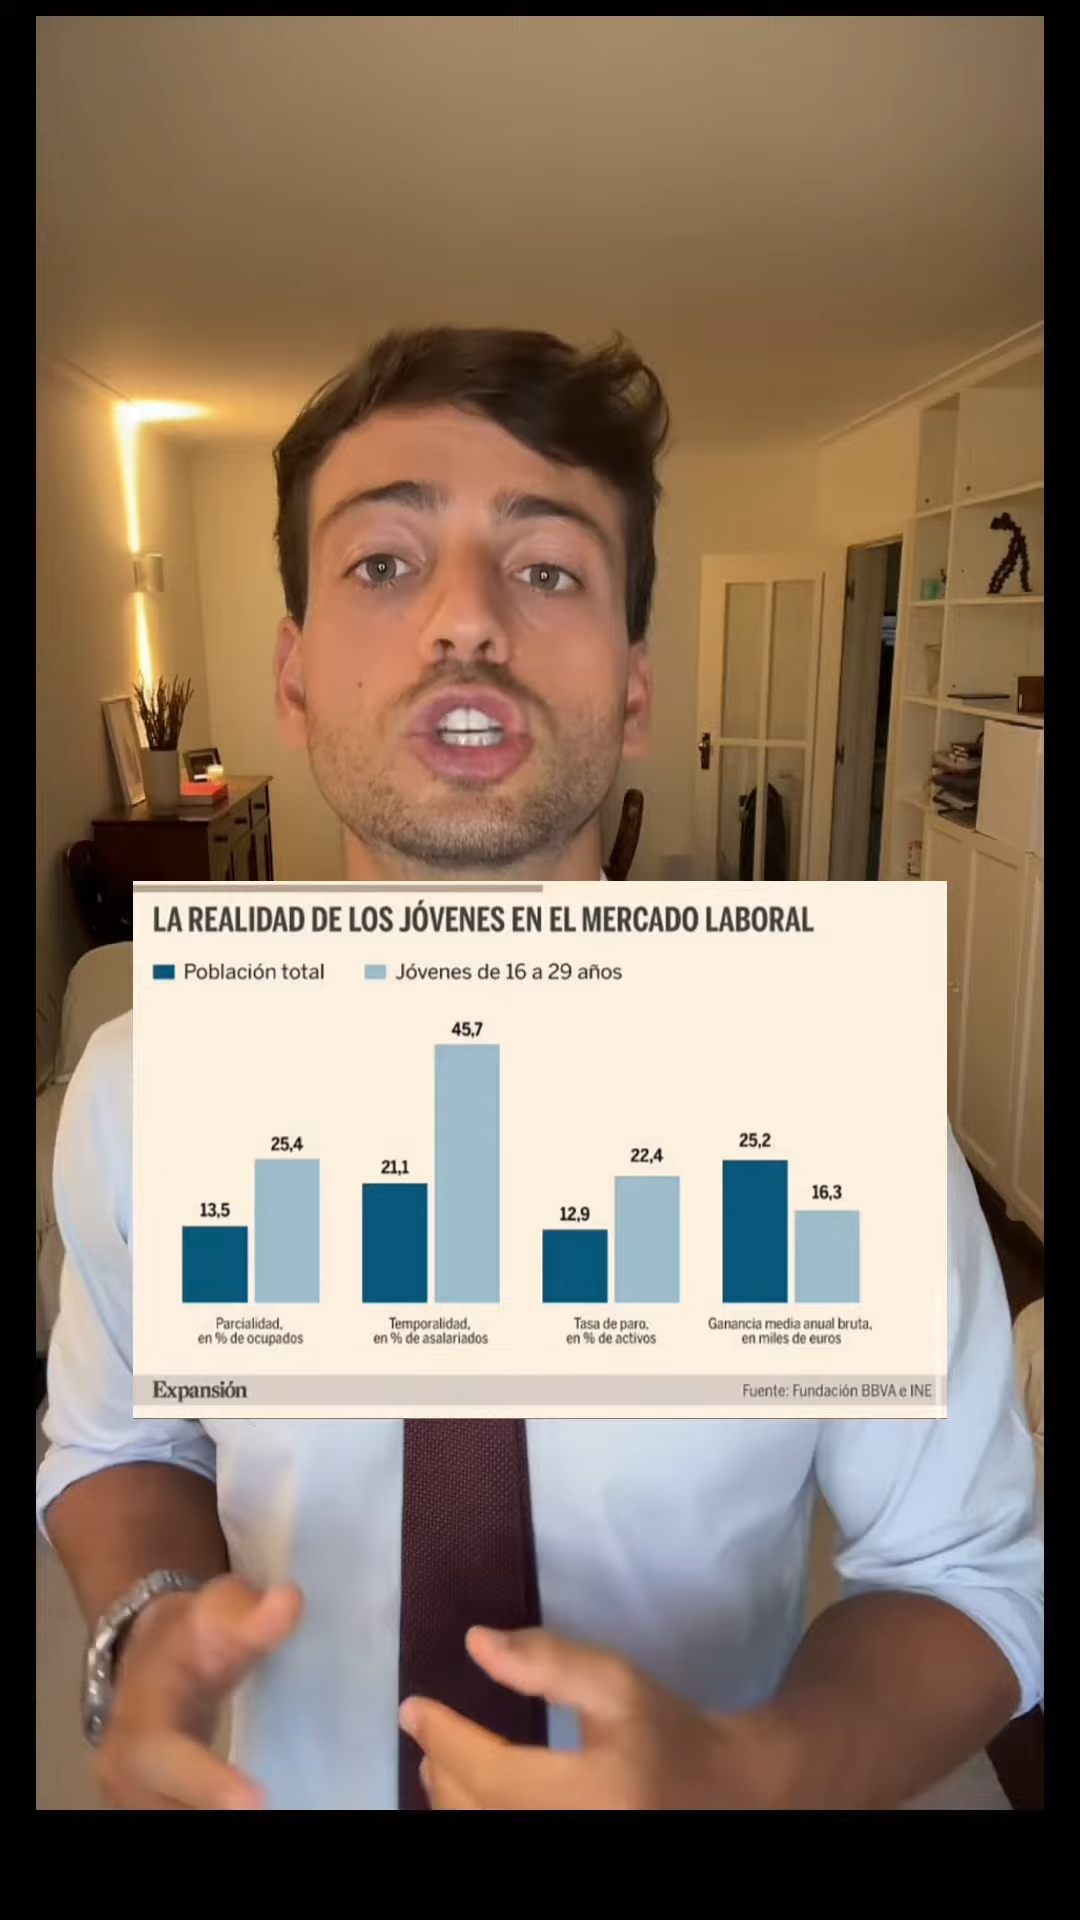 LA REALIDAD DE LOS JÓVENES EN EL MERCADO LABORAL
Población total
Jóvenes de 16 a 29 años
13,5
25,4
21,1
45,7
12,9
22,4
25,2
16,3
Parcialidad,
en % de ocupados
Temporalidad,
en % de asalariados
Tasa de paro,
en % de activos
Ganancia media anual bruta,
en miles de euros
Expansión
Fuente: Fundación BBVA e INE